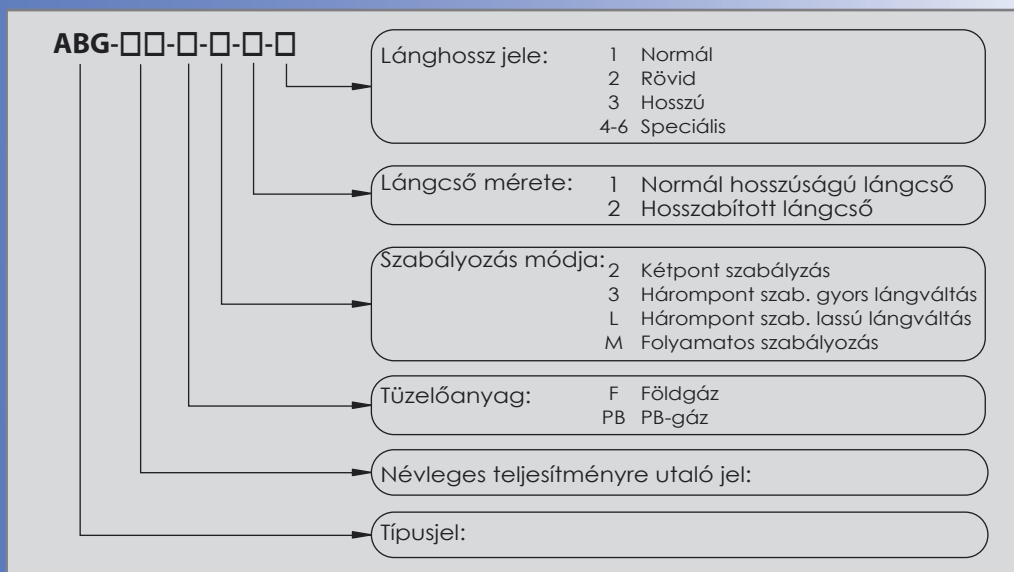 ABG-□□-□-□-□-□
Lánghossz jele: 1 Normál
2 Rövid
3 Hosszú
4-6 Speciális
Lángcső mérete: 1 Normál hosszúságú lángcső
2 Hosszabított lángcső
Szabályozás módja: 2 Kétpont szabályzás
3 Hárompont szab. gyors lángváltás
L Hárompont szab. lassú lángváltás
M Folyamatos szabályozás
Tüzelőanyag: F Földgáz
PB PB-gáz
Névleges teljesítményre utaló jel:
Típusjel: